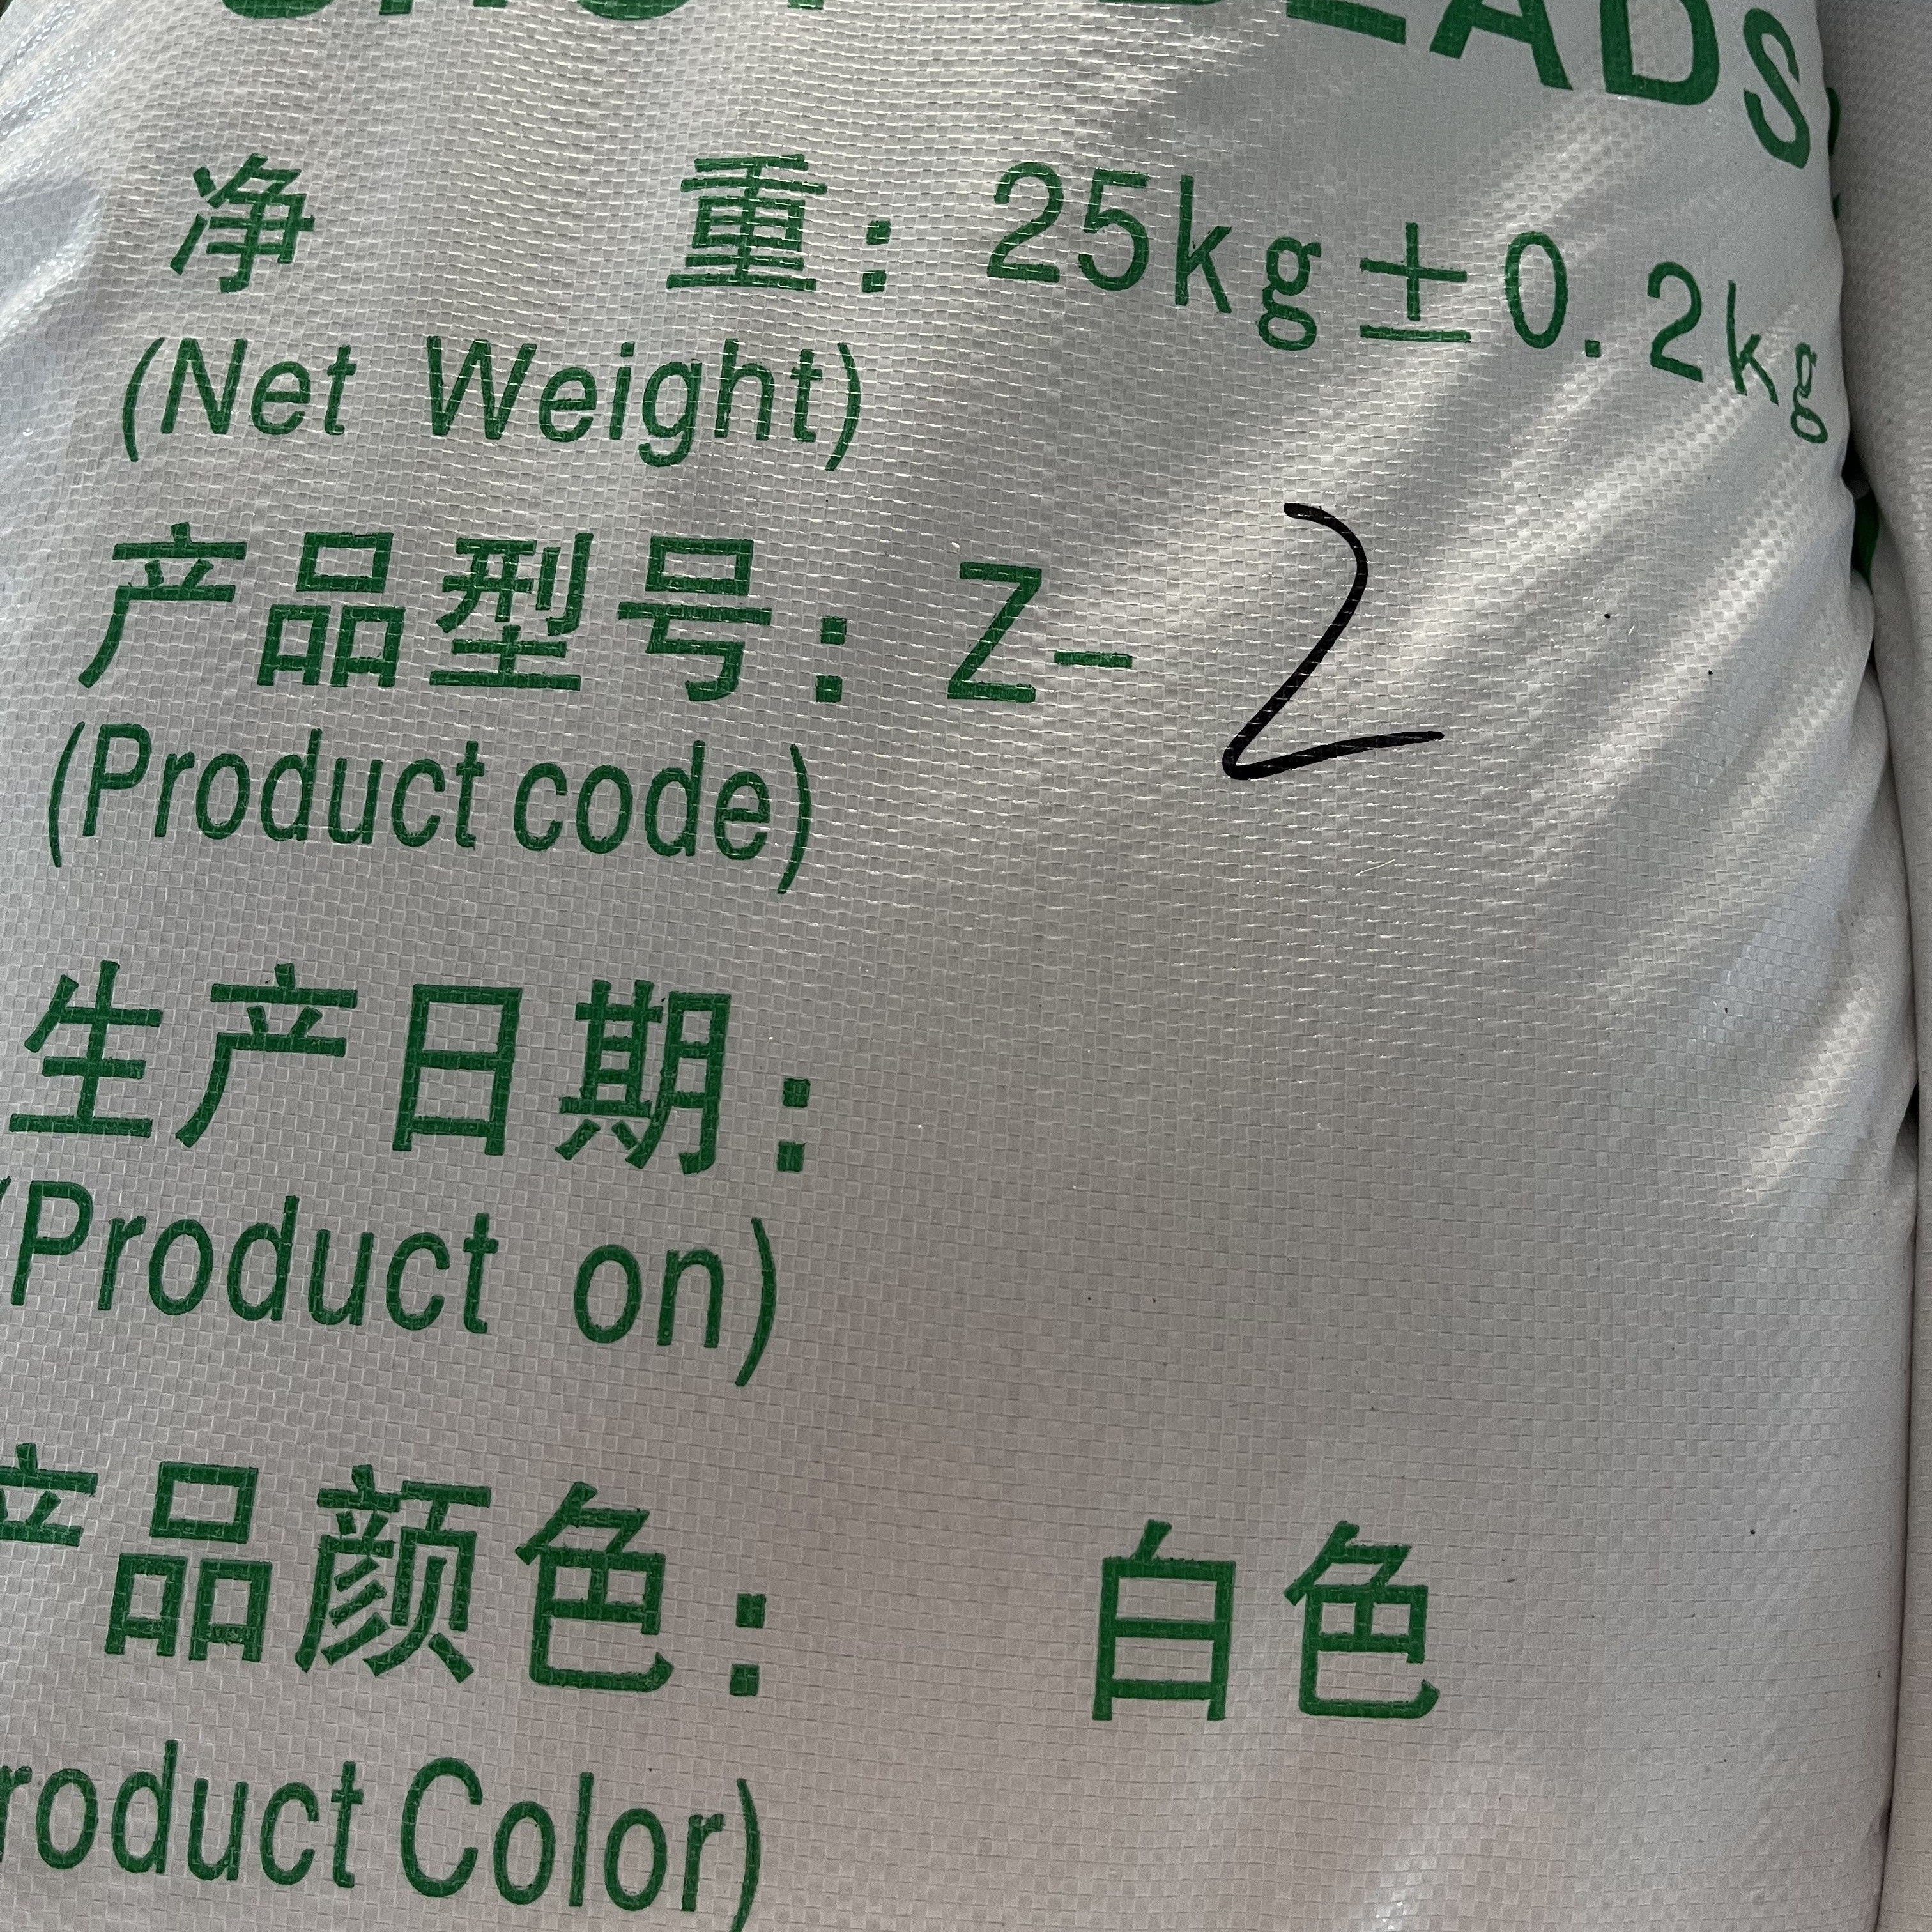 BEADS
净 重：25kg±0.2kg
(Net Weight)
产品型号：Z-2
(Product code)
生产日期：
(Product on)
产品颜色： 白色
roduct Color)